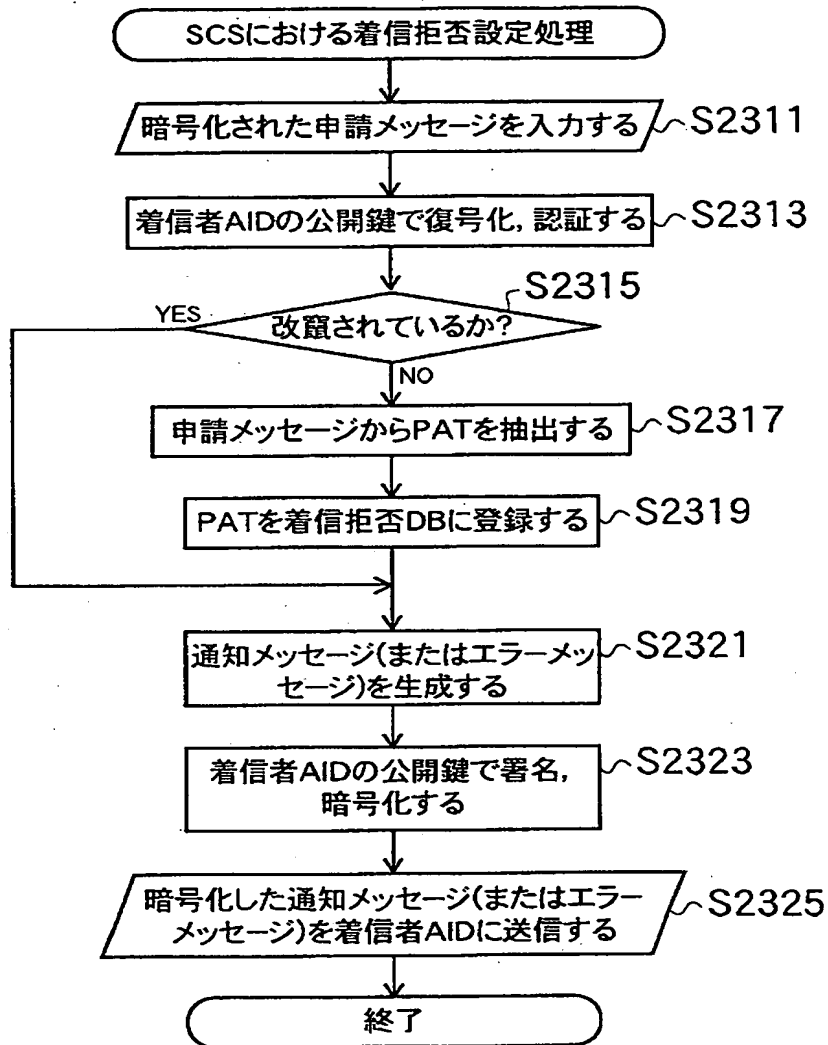 SCSにおける着信拒否設定処理
暗号化された申請メッセージを入力する
S2311
着信者AIDの公開鍵で復号化,認証する
S2313
S2315
改竄されているか?
YES
NO
申請メッセージからPATを抽出する
S2317
PATを着信拒否DBに登録する
S2319
通知メッセージ(またはエラーメッ
セージ)を生成する
S2321
着信者AIDの公開鍵で署名,
暗号化する
S2323
暗号化した通知メッセージ(またはエラー
メッセージ)を着信者AIDに送信する
S2325
終了